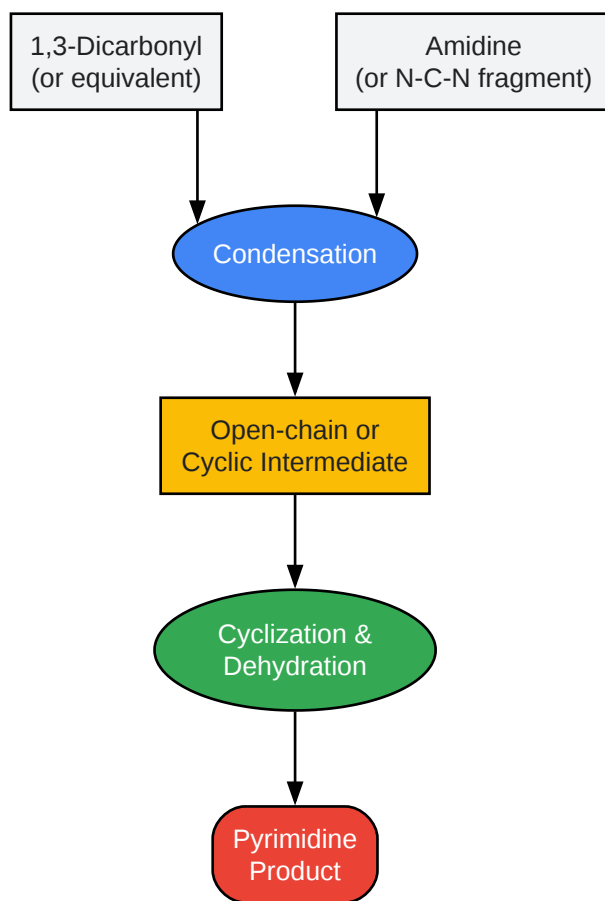 1,3-Dicarbonyl
(or equivalent)
Amidine
(or N-C-N fragment)
Condensation
Open-chain or
Cyclic Intermediate
Cyclization &
Dehydration
Pyrimidine
Product